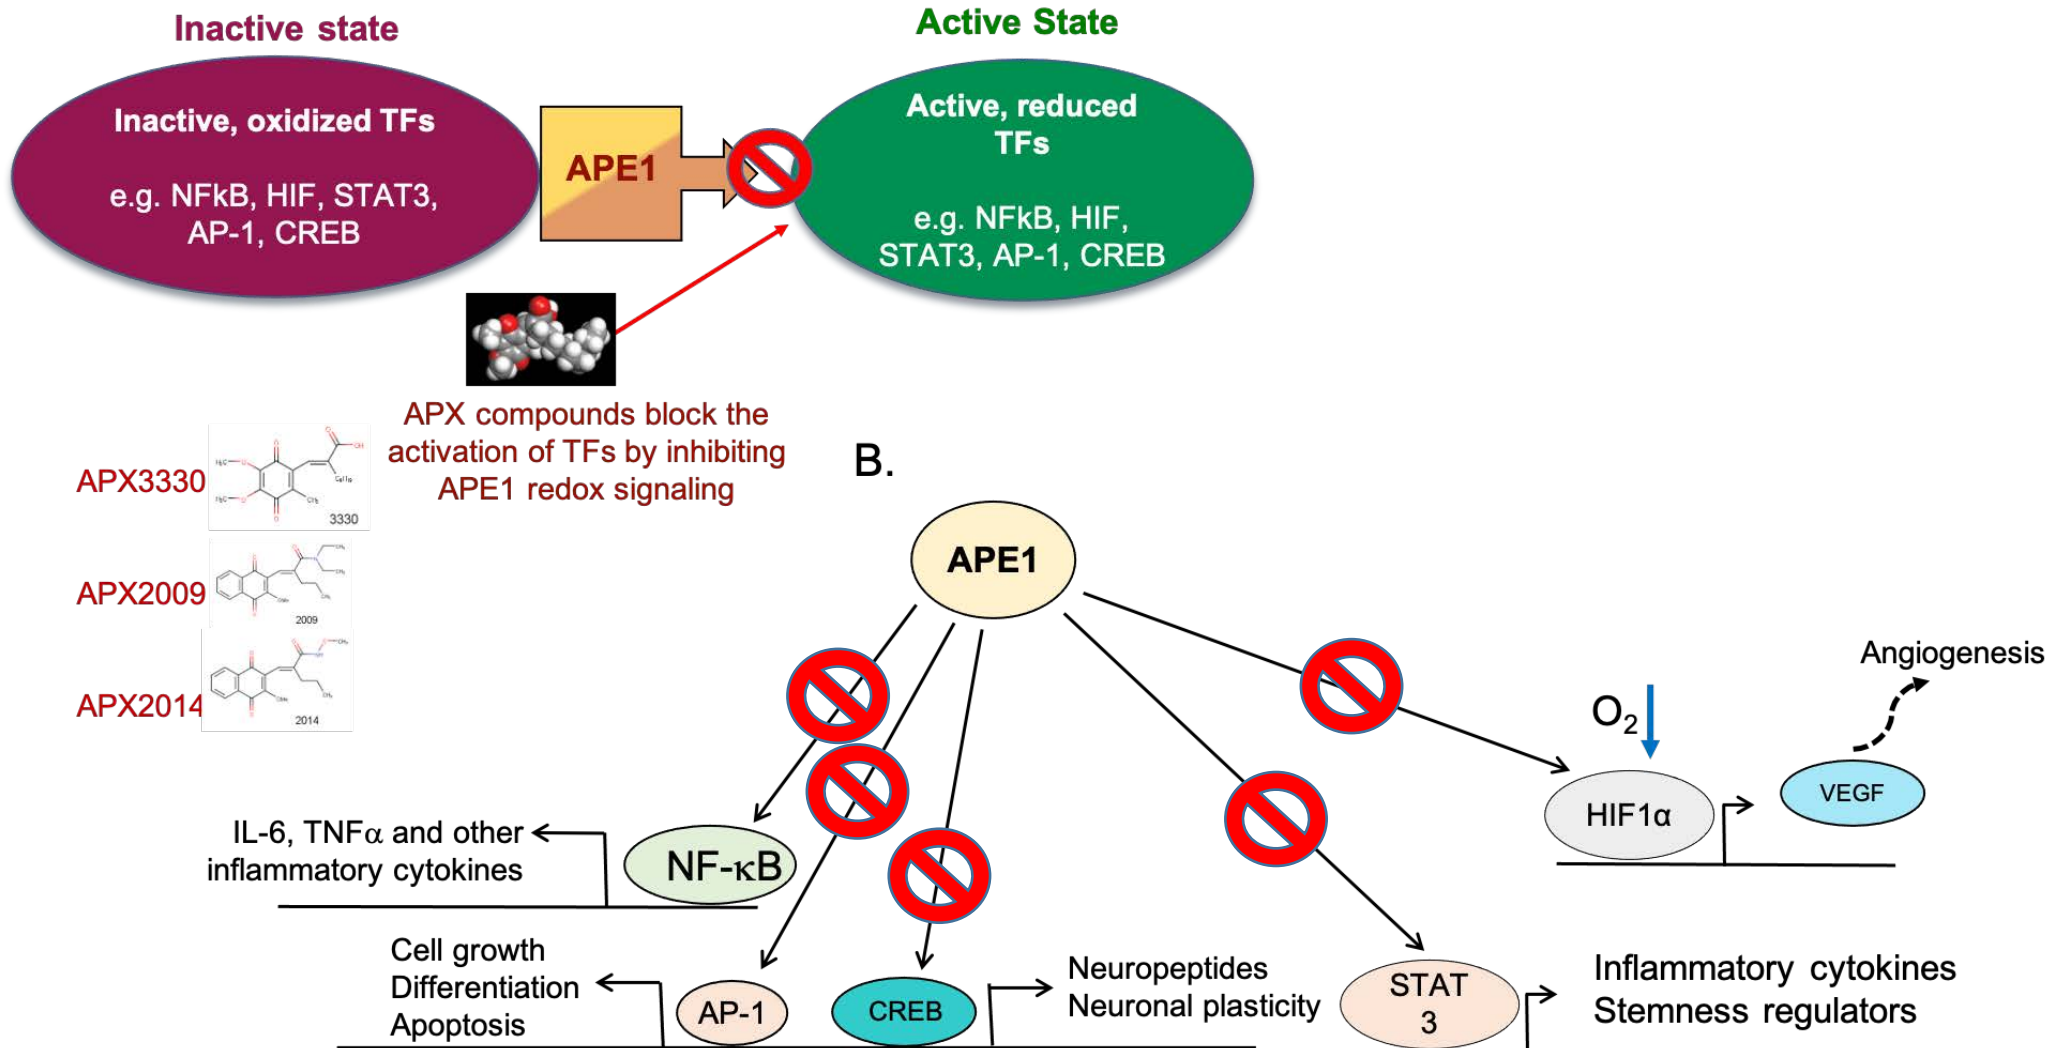 Inactive state
Active State
Inactive, oxidized TFs
e.g. NFkB, HIF, STAT3,
AP-1, CREB
APE1
Active, reduced
TFs
e.g. NFkB, HIF,
STAT3, AP-1, CREB
APX compounds block the
activation of TFs by inhibiting
APE1 redox signaling
APX3330
3330
APX2009
2009
APX2014
2014
B.
APE1
Angiogenesis
O₂
VEGF
HIF1α
IL-6, TNFα and other
inflammatory cytokines
NF-κB
Cell growth
Differentiation
Apoptosis
AP-1
CREB
Neuropeptides
Neuronal plasticity
STAT
3
Inflammatory cytokines
Stemness regulators